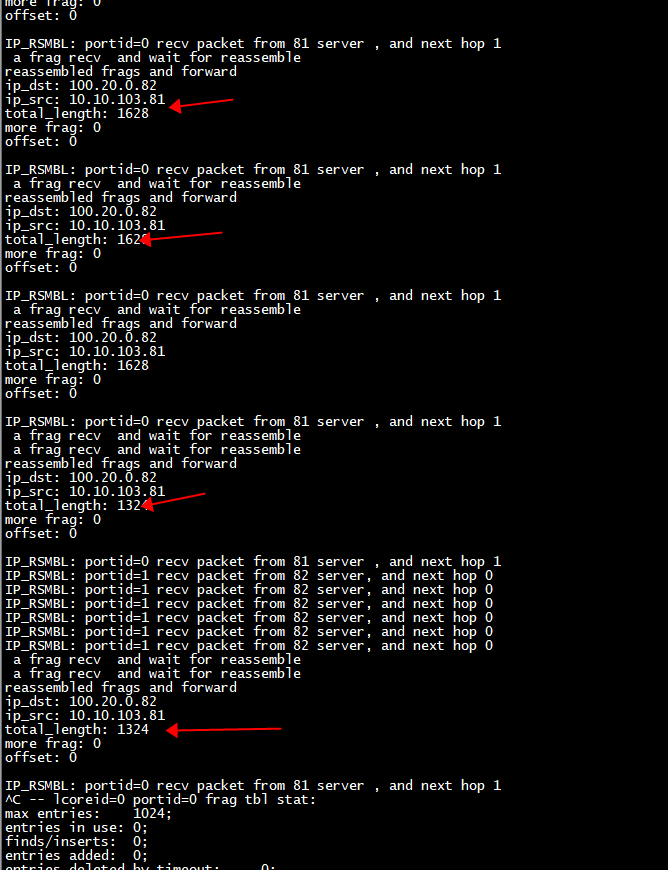 more frag: 0
offset: 0
IP_RSMBL: portid=0 recv packet from 81 server , and next hop 1
a frag recv  and wait for reassemble
reassembled frags and forward
ip_dst: 100.20.0.82
ip_src: 10.10.103.81
total_length: 1628
more frag: 0
offset: 0
IP_RSMBL: portid=0 recv packet from 81 server , and next hop 1
a frag recv  and wait for reassemble
reassembled frags and forward
ip_dst: 100.20.0.82
ip_src: 10.10.103.81
total_length: 1628
more frag: 0
offset: 0
IP_RSMBL: portid=0 recv packet from 81 server , and next hop 1
a frag recv  and wait for reassemble
reassembled frags and forward
ip_dst: 100.20.0.82
ip_src: 10.10.103.81
total_length: 1628
more frag: 0
offset: 0
IP_RSMBL: portid=0 recv packet from 81 server , and next hop 1
a frag recv  and wait for reassemble
a frag recv  and wait for reassemble
reassembled frags and forward
ip_dst: 100.20.0.82
ip_src: 10.10.103.81
total_length: 1324
more frag: 0
offset: 0
IP_RSMBL: portid=0 recv packet from 81 server , and next hop 1
IP_RSMBL: portid=1 recv packet from 82 server, and next hop 0
IP_RSMBL: portid=1 recv packet from 82 server, and next hop 0
IP_RSMBL: portid=1 recv packet from 82 server, and next hop 0
IP_RSMBL: portid=1 recv packet from 82 server, and next hop 0
IP_RSMBL: portid=1 recv packet from 82 server, and next hop 0
IP_RSMBL: portid=1 recv packet from 82 server, and next hop 0
a frag recv  and wait for reassemble
a frag recv  and wait for reassemble
reassembled frags and forward
ip_dst: 100.20.0.82
ip_src: 10.10.103.81
total_length: 1324
more frag: 0
offset: 0
IP_RSMBL: portid=0 recv packet from 81 server , and next hop 1
^C -- lcoreid=0 portid=0 frag tbl stat:
max entries:    1024;
entries in use: 0;
finds/inserts:  0;
entries added:  0;
entries deleted by timeout:     0;